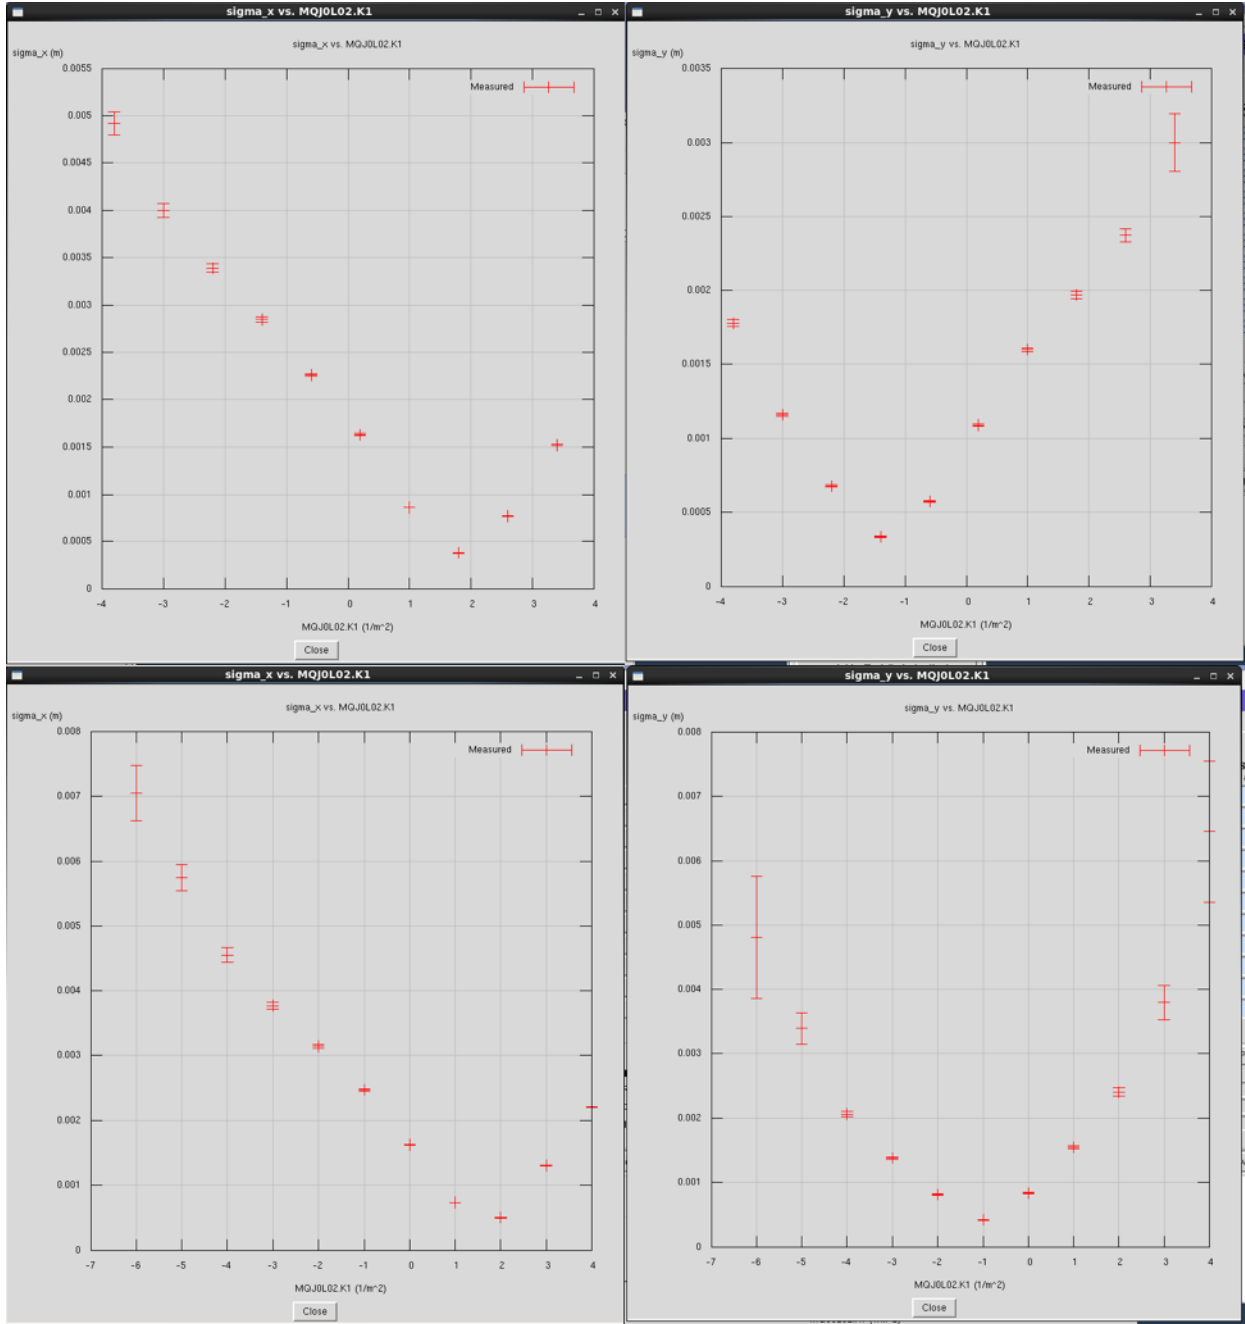 sigma_x vs. MQJ0L02.K1
sigma_x vs. MQJ0L02.K1
sigma_x (m)
Measured
0.0055
0.005
0.0045
0.004
0.0035
0.003
0.0025
0.002
0.0015
0.001
0.0005
0
-4 -3 -2 -1 0 1 2 3 4
MQJ0L02.K1 (1/m^2)
Close
sigma_y vs. MQJ0L02.K1
sigma_y vs. MQJ0L02.K1
sigma_y (m)
Measured
0.0035
0.003
0.0025
0.002
0.0015
0.001
0.0005
0
-4 -3 -2 -1 0 1 2 3 4
MQJ0L02.K1 (1/m^2)
Close
sigma_x vs. MQJ0L02.K1
sigma_x vs. MQJ0L02.K1
sigma_x (m)
Measured
0.008
0.007
0.006
0.005
0.004
0.003
0.002
0.001
0
-7 -6 -5 -4 -3 -2 -1 0 1 2 3 4
MQJ0L02.K1 (1/m^2)
Close
sigma_y vs. MQJ0L02.K1
sigma_y vs. MQJ0L02.K1
sigma_y (m)
Measured
0.008
0.007
0.006
0.005
0.004
0.003
0.002
0.001
0
-7 -6 -5 -4 -3 -2 -1 0 1 2 3 4
MQJ0L02.K1 (1/m^2)
Close